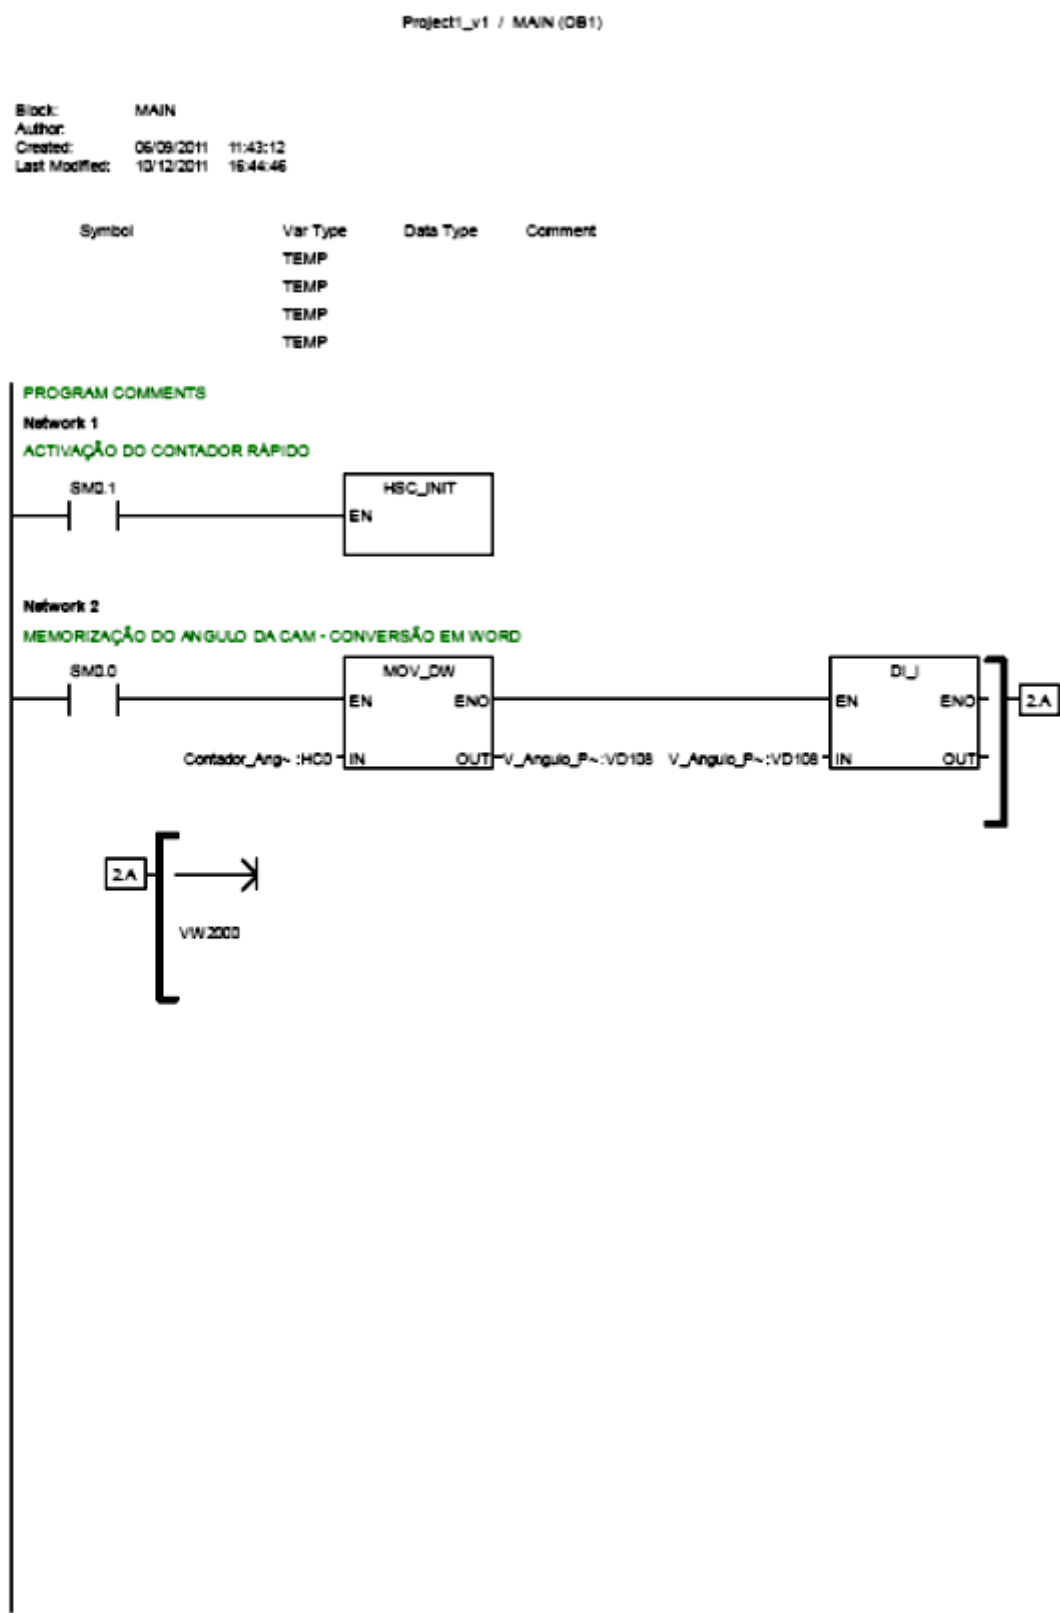 Project1_v1 / MAIN (OB1)
Block: MAIN
Author:
Created: 06/09/2011 11:43:12
Last Modified: 10/12/2011 16:44:46
Symbol Var Type Data Type Comment
TEMP
TEMP
TEMP
TEMP
PROGRAM COMMENTS
Network 1
ACTIVAÇÃO DO CONTADOR RÁPIDO
SM0.1 HSC_INIT
EN
Network 2
MEMORIZAÇÃO DO ANGULO DA CAM - CONVERSÃO EM WORD
SM0.0 MOV_DW DI_I
EN ENO EN ENO 2.A
Contador_Ang~ :HC0 IN OUT V_Angulo_P~:VD108 V_Angulo_P~:VD108 IN OUT
2.A
VW2000